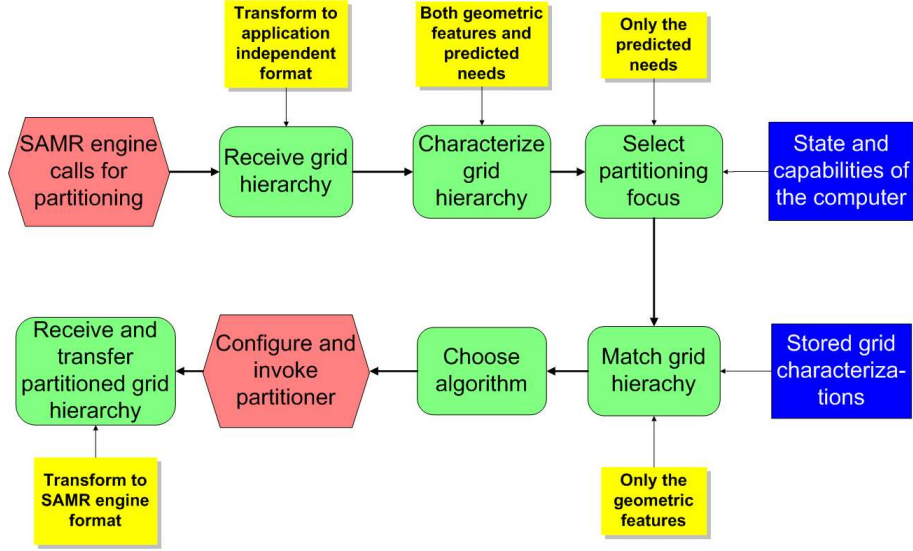 Transform to
application
independent
format
Both geometric
features and
predicted
needs
Only the
predicted
needs
SAMR engine
calls for
partitioning
Receive grid
hierarchy
Characterize
grid
hierarchy
Select
partitioning
focus
State and
capabilities of
the computer
Receive and
transfer
partitioned grid
hierarchy
Configure and
invoke
partitioner
Choose
algorithm
Match grid
hierachy
Stored grid
characteriza-
tions
Transform to
SAMR engine
format
Only the
geometric
features